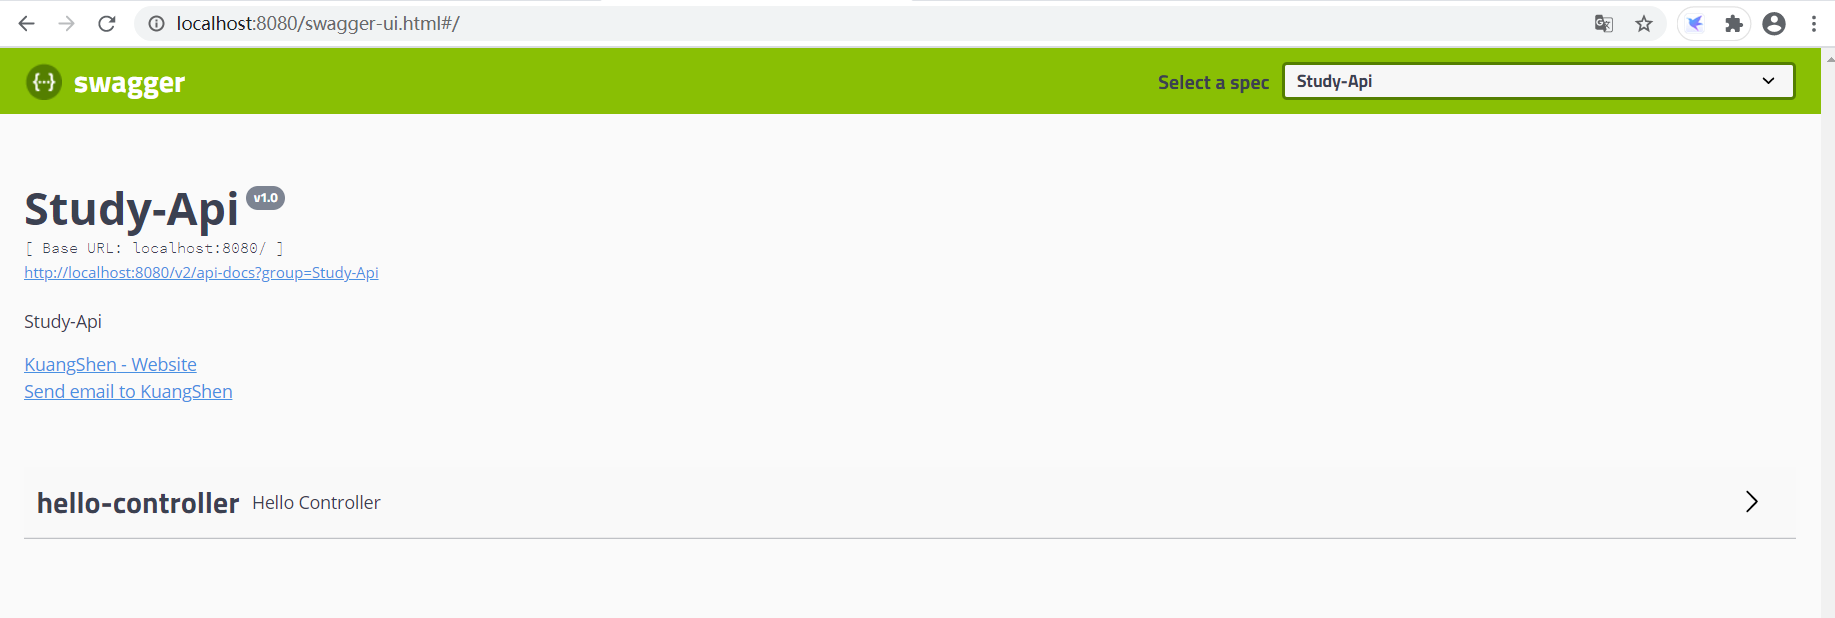 localhost:8080/swagger-ui.html#/
{···} swagger
Select a spec
Study-Api
Study-Api v1.0
[ Base URL: localhost:8080/ ]
http://localhost:8080/v2/api-docs?group=Study-Api
Study-Api
KuangShen - Website
Send email to KuangShen
hello-controller Hello Controller